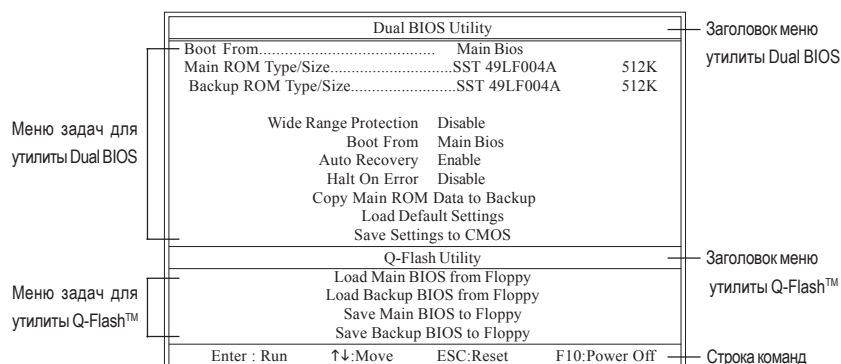 Dual BIOS Utility
Заголовок меню
утилиты Dual BIOS
Boot From........................................ Main Bios
Main ROM Type/Size............................SST 49LF004A 512K
Backup ROM Type/Size........................SST 49LF004A 512K
Меню задач для
утилиты Dual BIOS
Wide Range Protection Disable
Boot From Main Bios
Auto Recovery Enable
Halt On Error Disable
Copy Main ROM Data to Backup
Load Default Settings
Save Settings to CMOS
Q-Flash Utility
Заголовок меню
утилиты Q-Flash™
Меню задач для
утилиты Q-Flash™
Load Main BIOS from Floppy
Load Backup BIOS from Floppy
Save Main BIOS to Floppy
Save Backup BIOS to Floppy
Enter : Run ↑↓:Move ESC:Reset F10:Power Off
Строка команд